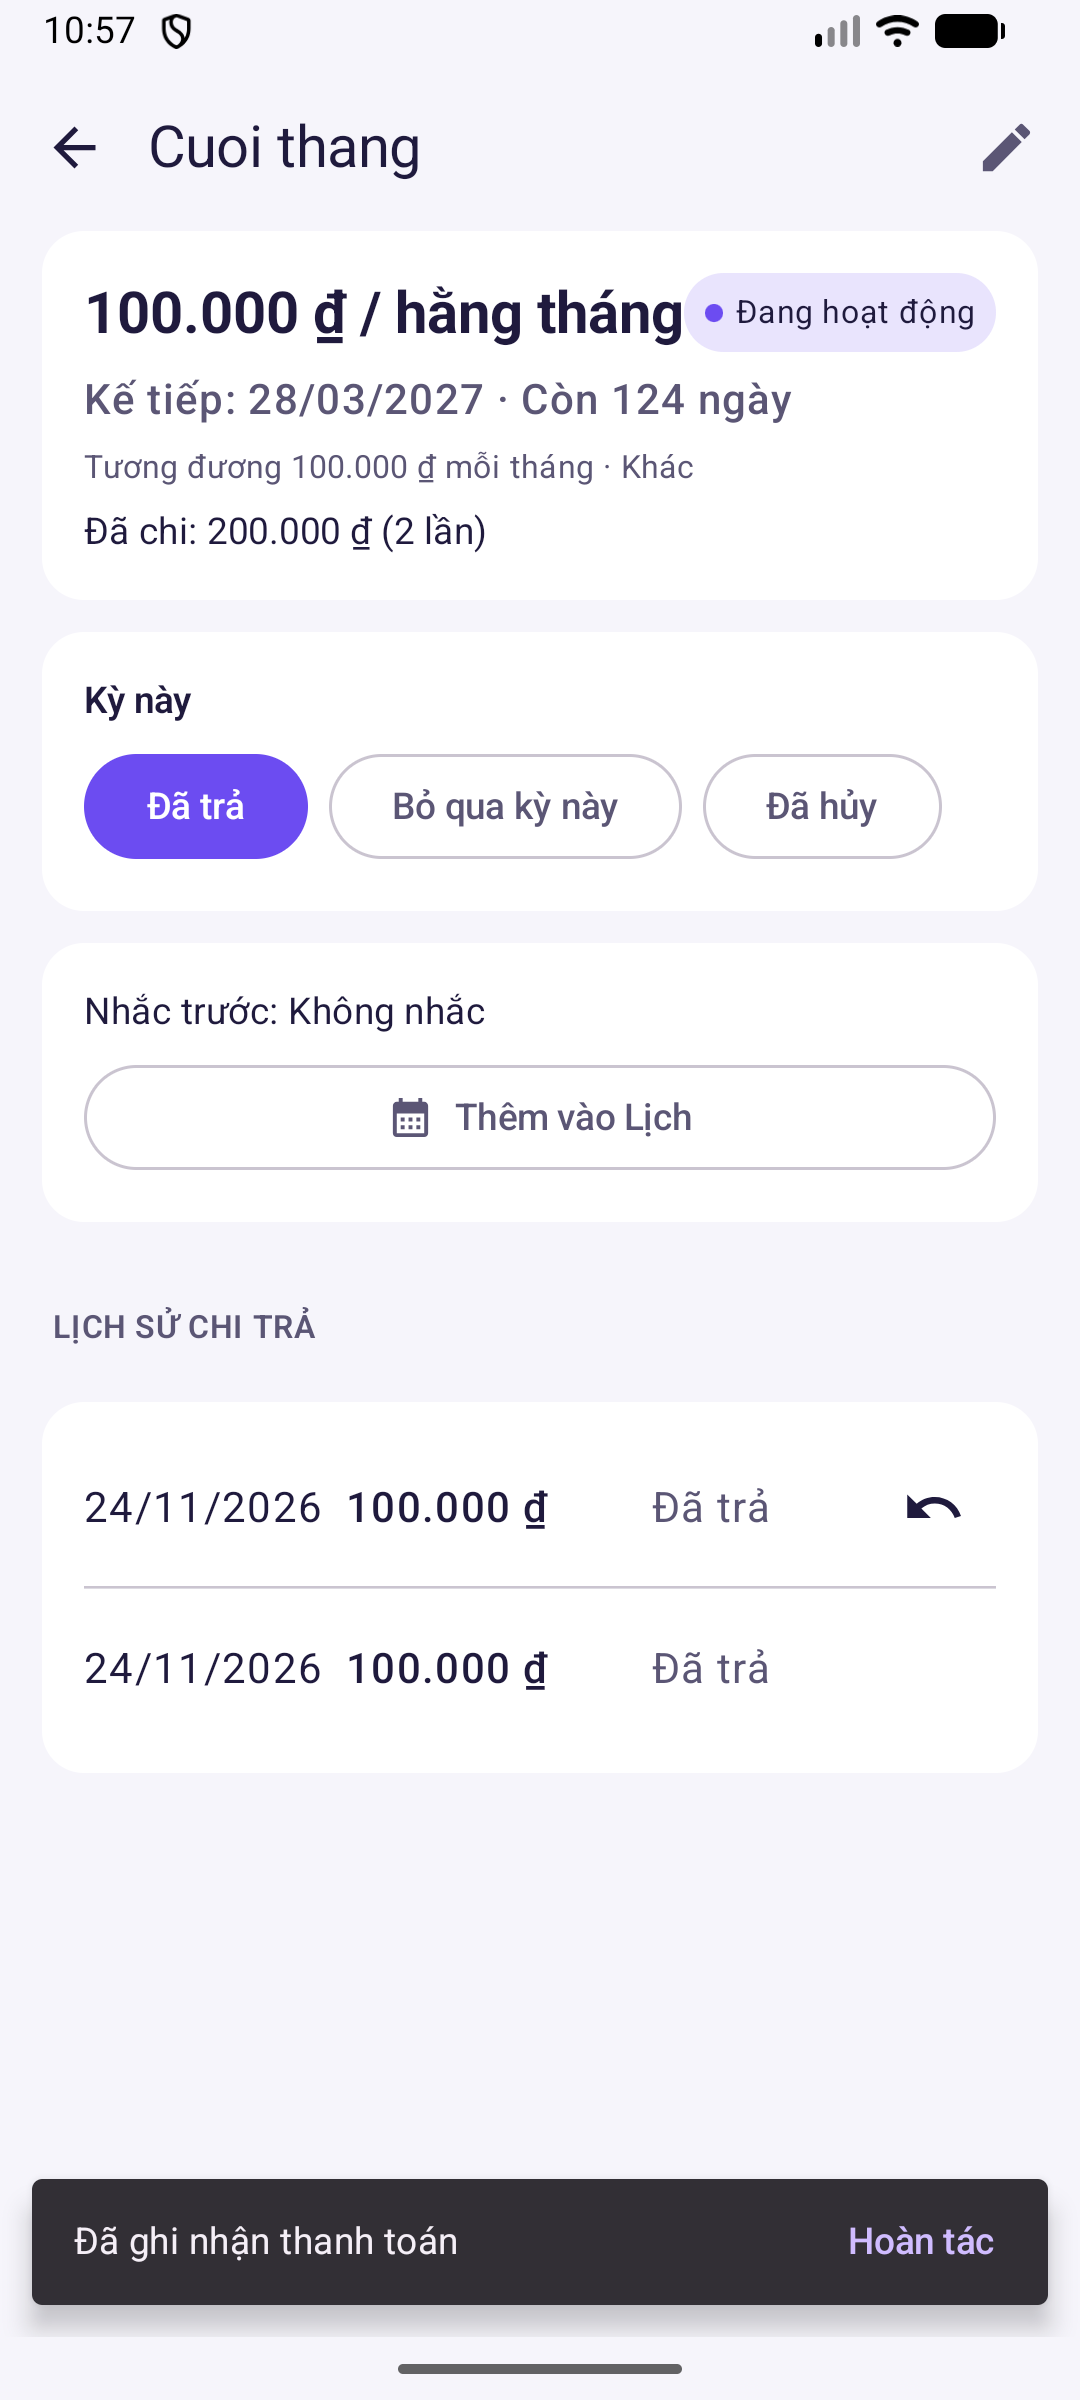 10:57
Cuoi thang
100.000 ₫ / hằng tháng
Đang hoạt động
Kế tiếp: 28/03/2027 · Còn 124 ngày
Tương đương 100.000 ₫ mỗi tháng · Khác
Đã chi: 200.000 ₫ (2 lần)
Kỳ này
Đã trả
Bỏ qua kỳ này
Đã hủy
Nhắc trước: Không nhắc
Thêm vào Lịch
LỊCH SỬ CHI TRẢ
24/11/2026 100.000 ₫ Đã trả
24/11/2026 100.000 ₫ Đã trả
Đã ghi nhận thanh toán
Hoàn tác